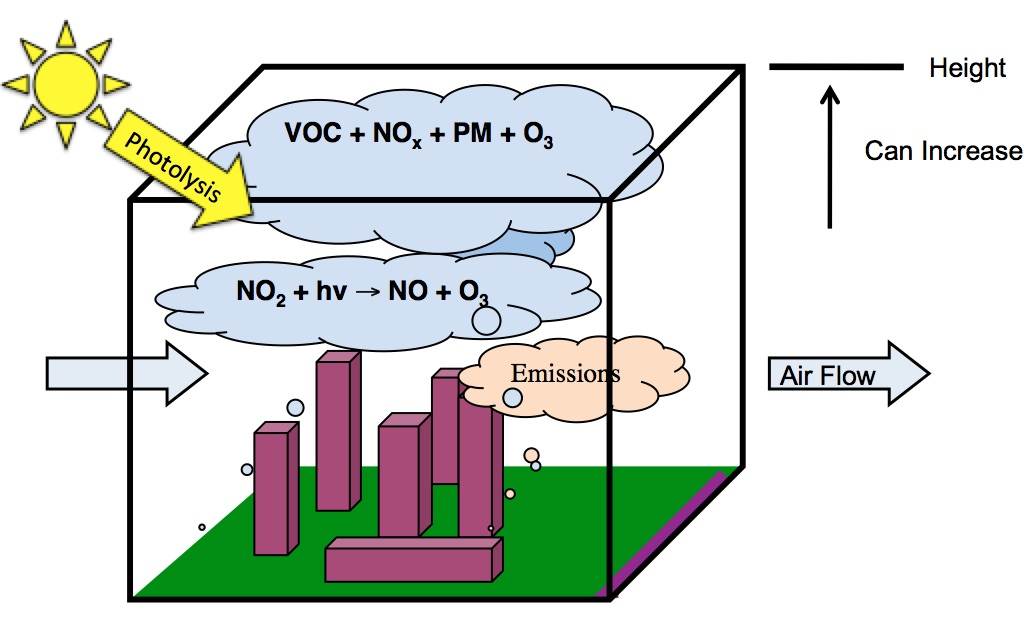 Height
VOC + NOx + PM + O3
Photolysis
Can Increase
NO2 + hv → NO + O3
Emissions
Air Flow